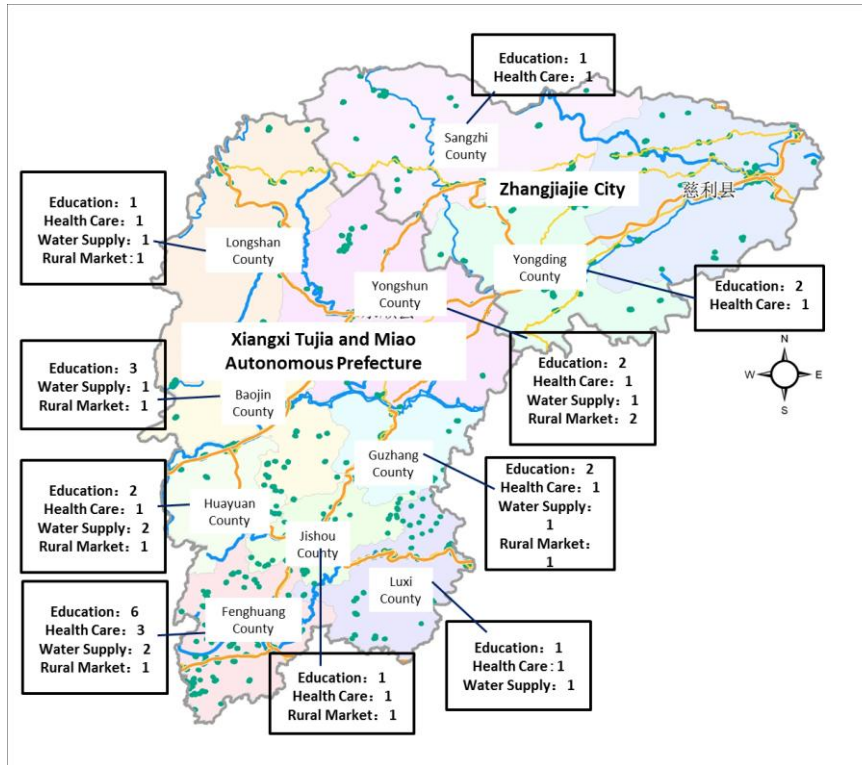 Education：1
Health Care：1
Sangzhi
County
Zhangjiajie City
慈利县
Education：1
Health Care：1
Water Supply：1
Rural Market：1
Longshan
County
Yongding
County
Education：2
Health Care：1
Yongshun
County
Xiangxi Tujia and Miao
Autonomous Prefecture
N
W
E
S
Education：2
Health Care：1
Water Supply：1
Rural Market：2
Education：3
Water Supply：1
Rural Market：1
Baojin
County
Guzhang
County
Education：2
Health Care：1
Water Supply：
1
Rural Market：
1
Education：2
Health Care：1
Water Supply：2
Rural Market：1
Huayuan
County
Jishou
County
Luxi
County
Education：6
Health Care：3
Water Supply：2
Rural Market：1
Fenghuang
County
Education：1
Health Care：1
Water Supply：1
Education：1
Health Care：1
Rural Market：1